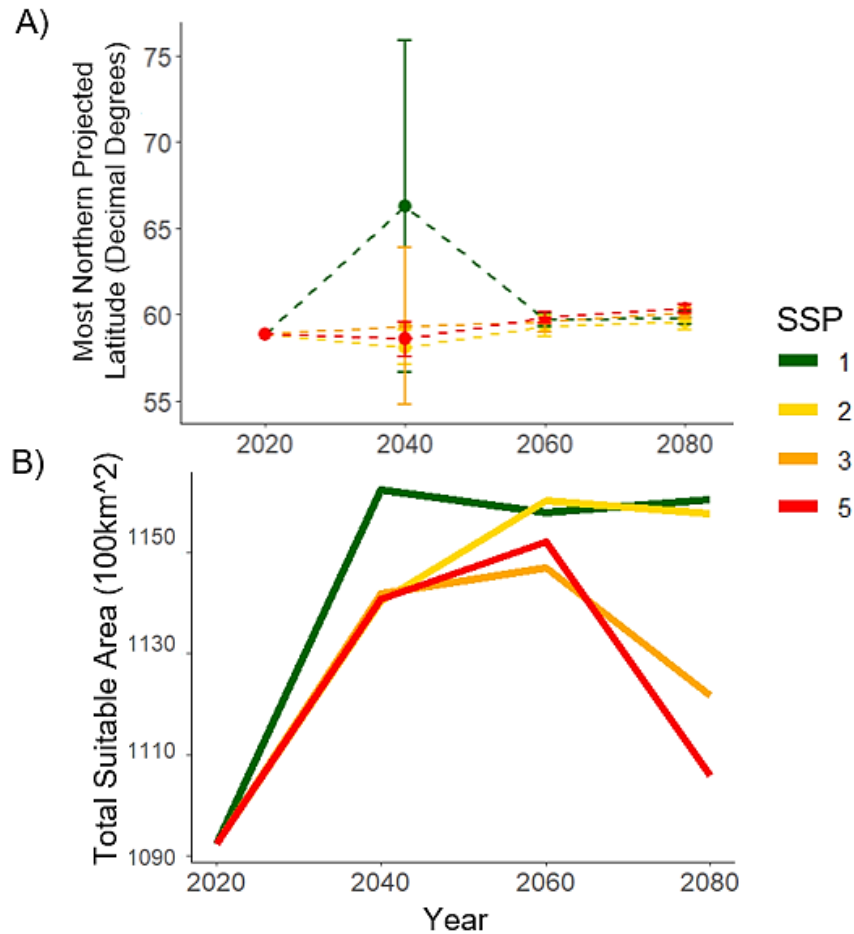 A)
Most Northern Projected
Latitude (Decimal Degrees)
75
70
65
60
55
2020 2040 2060 2080
SSP
1
2
3
5
B)
Total Suitable Area (100km^2)
1150
1130
1110
1090
2020 2040 2060 2080
Year